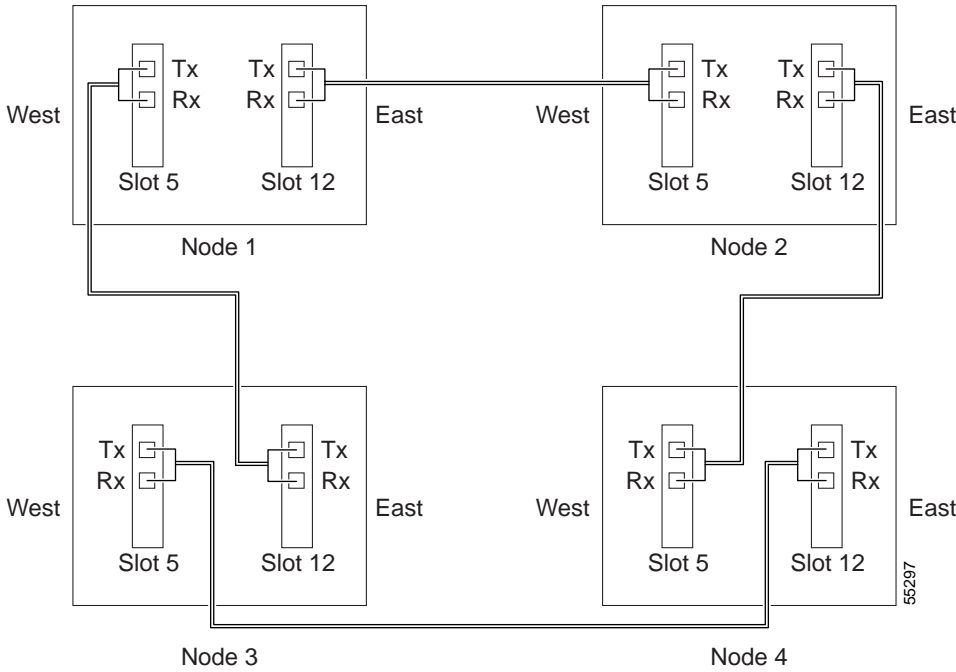 Tx Tx Tx Tx
Rx Rx Rx Rx
West East West East
Slot 5 Slot 12 Slot 5 Slot 12
Node 1 Node 2
Tx Tx Tx Tx
Rx Rx Rx Rx
West East West East
Slot 5 Slot 12 Slot 5 Slot 12
55297
Node 3 Node 4